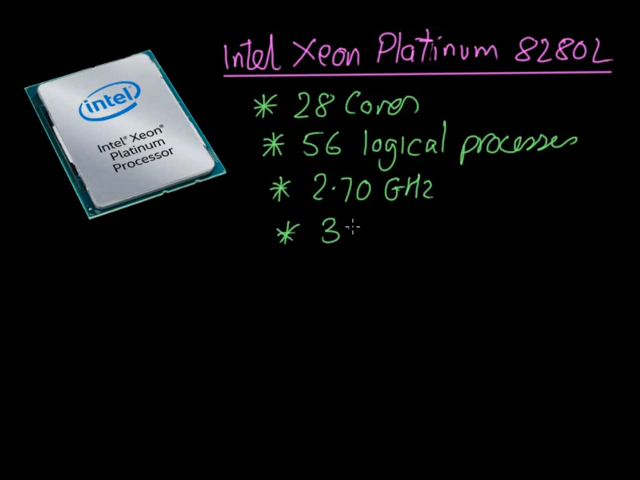 Intel Xeon Platinum 8280L
* 28 Cores
* 56 logical processes
* 2.70 GHz
* 3
intel
Intel® Xeon®
Platinum
Processor